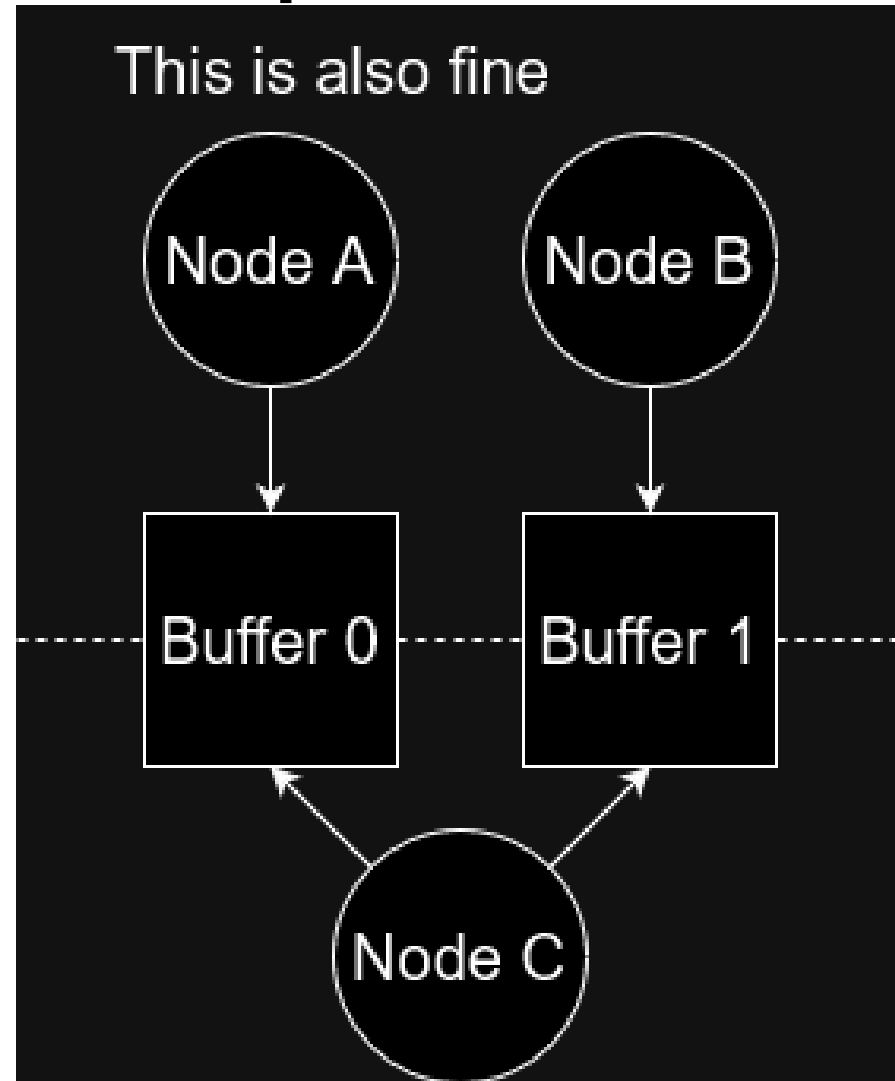 This is also fine
Node A
Node B
Buffer 0
Buffer 1
Node C